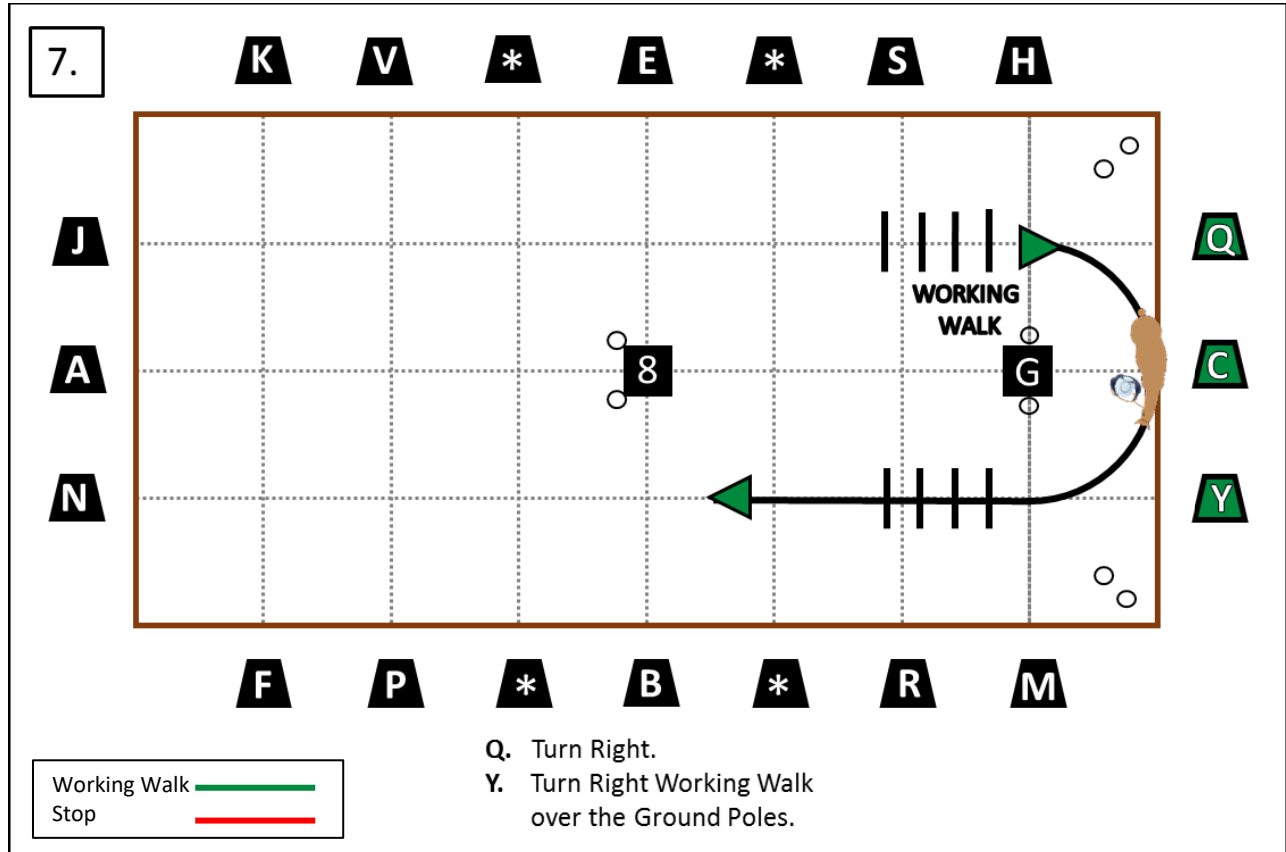 7.
K V * E * S H
J Q
WORKING
WALK
A 8 G C
N Y
F P * B * R M
Q. Turn Right.
Y. Turn Right Working Walk
over the Ground Poles.
Working Walk
Stop